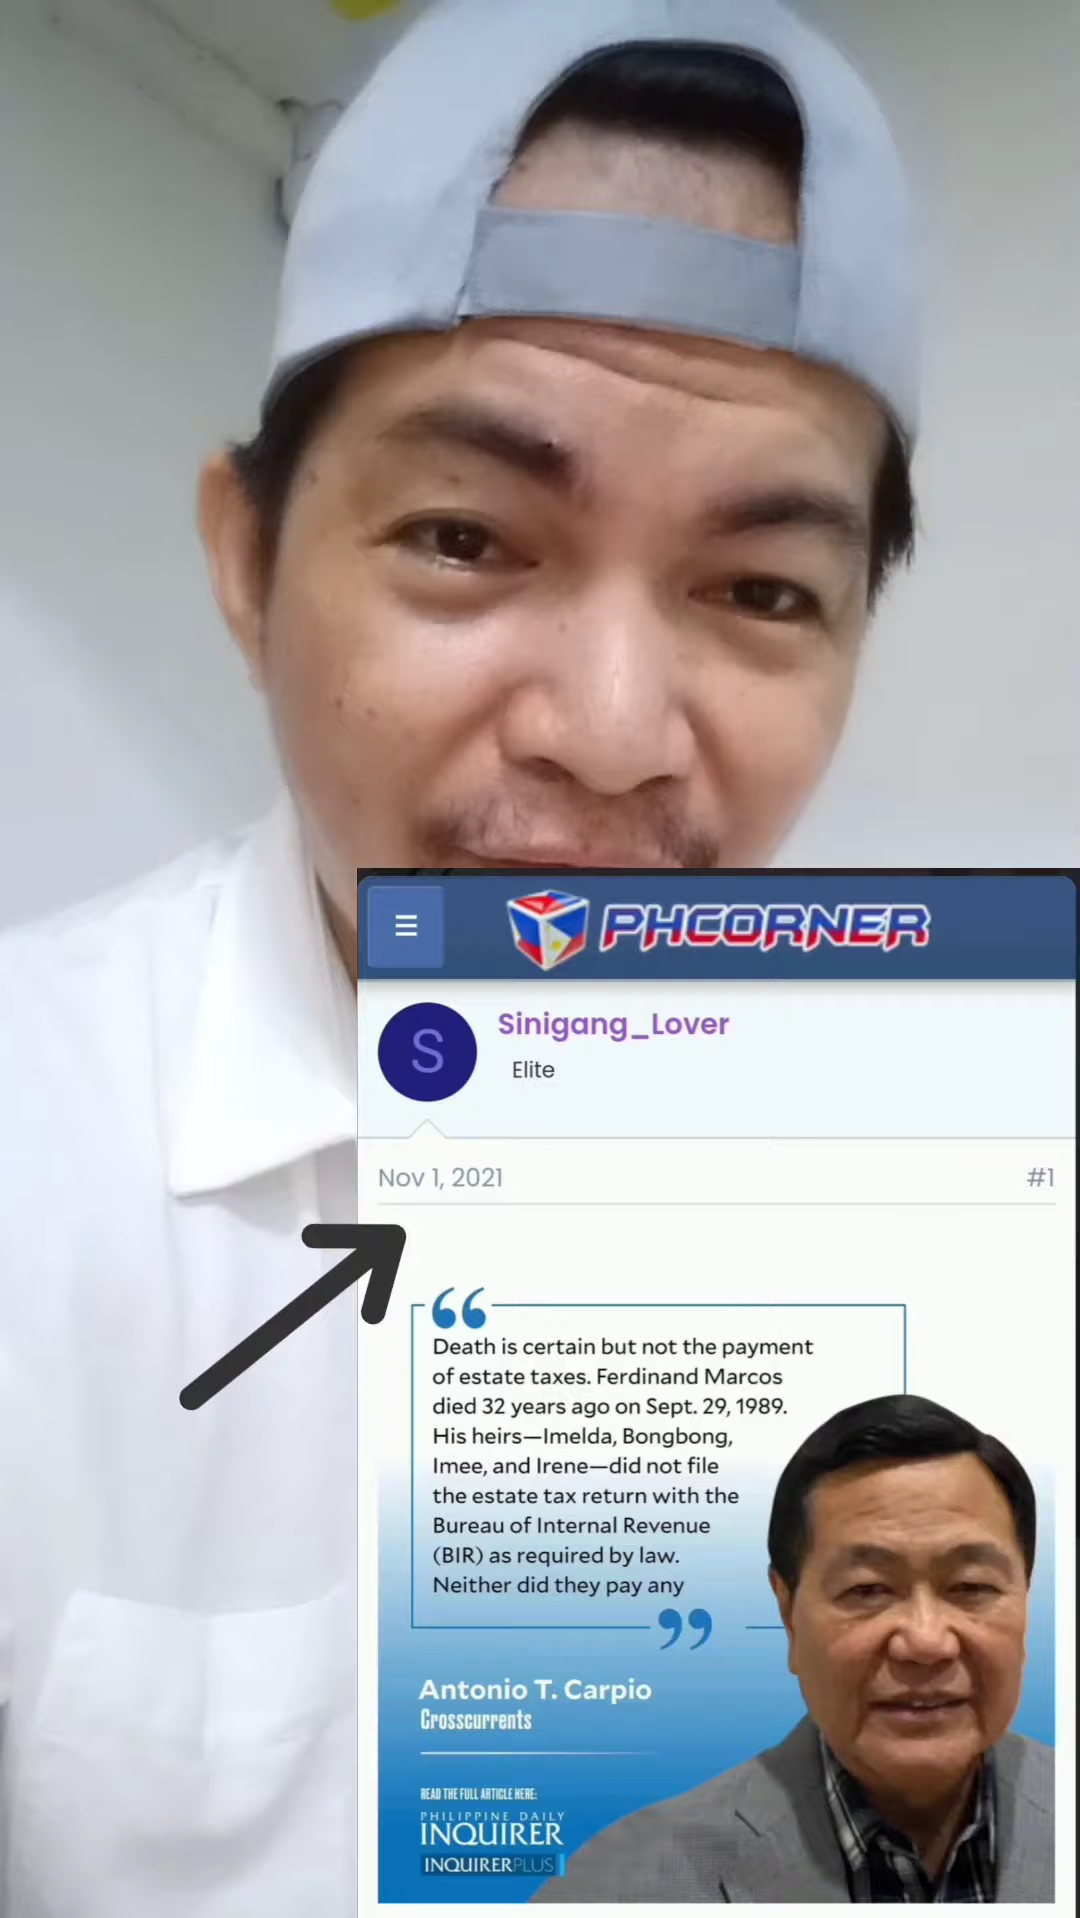 PHCORNER
S
Sinigang_Lover
Elite
Nov 1, 2021
#1
“
Death is certain but not the payment
of estate taxes. Ferdinand Marcos
died 32 years ago on Sept. 29, 1989.
His heirs—Imelda, Bongbong,
Imee, and Irene—did not file
the estate tax return with the
Bureau of Internal Revenue
(BIR) as required by law.
Neither did they pay any
”
Antonio T. Carpio
Crosscurrents
READ THE FULL ARTICLE HERE:
PHILIPPINE DAILY
INQUIRER
INQUIRERPLUS